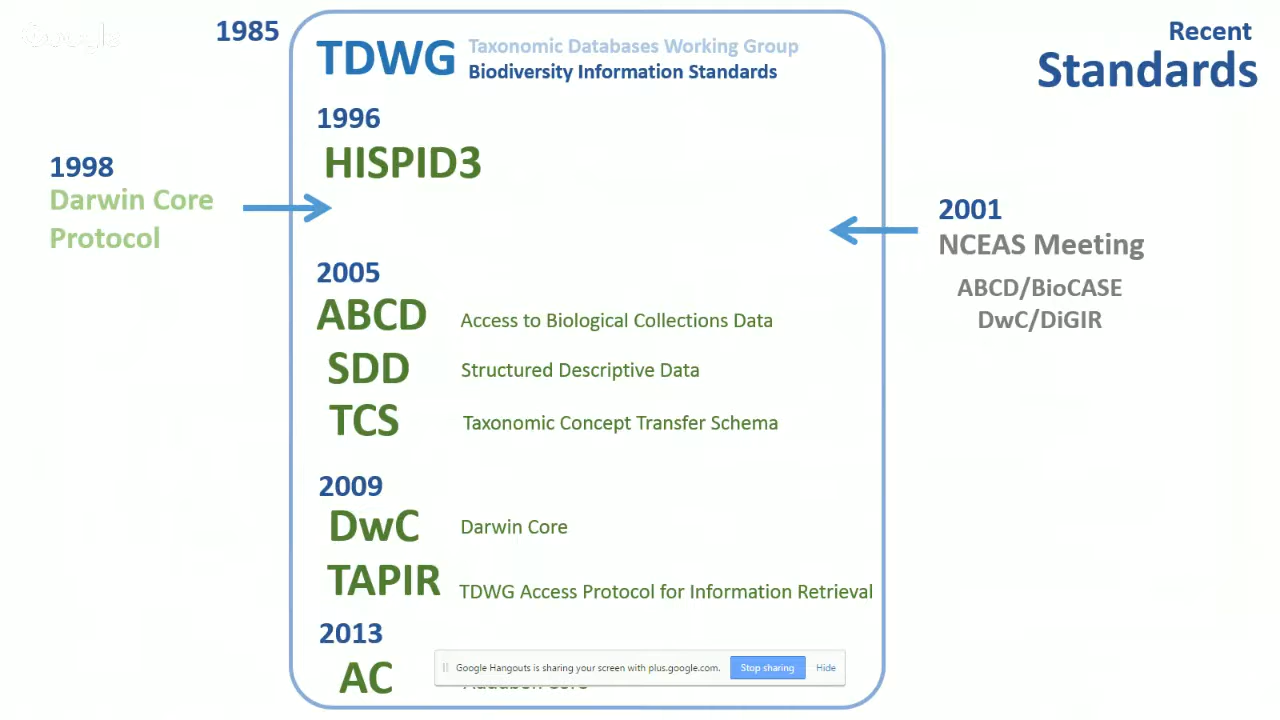 Google
1985
TDWG
Taxonomic Databases Working Group
Biodiversity Information Standards
Recent
Standards
1996
HISPID3
1998
Darwin Core
Protocol
2001
NCEAS Meeting
ABCD/BioCASE
DwC/DiGIR
2005
ABCD Access to Biological Collections Data
SDD Structured Descriptive Data
TCS Taxonomic Concept Transfer Schema
2009
DwC Darwin Core
TAPIR TDWG Access Protocol for Information Retrieval
2013
AC
Google Hangouts is sharing your screen with plus.google.com. Stop sharing Hide